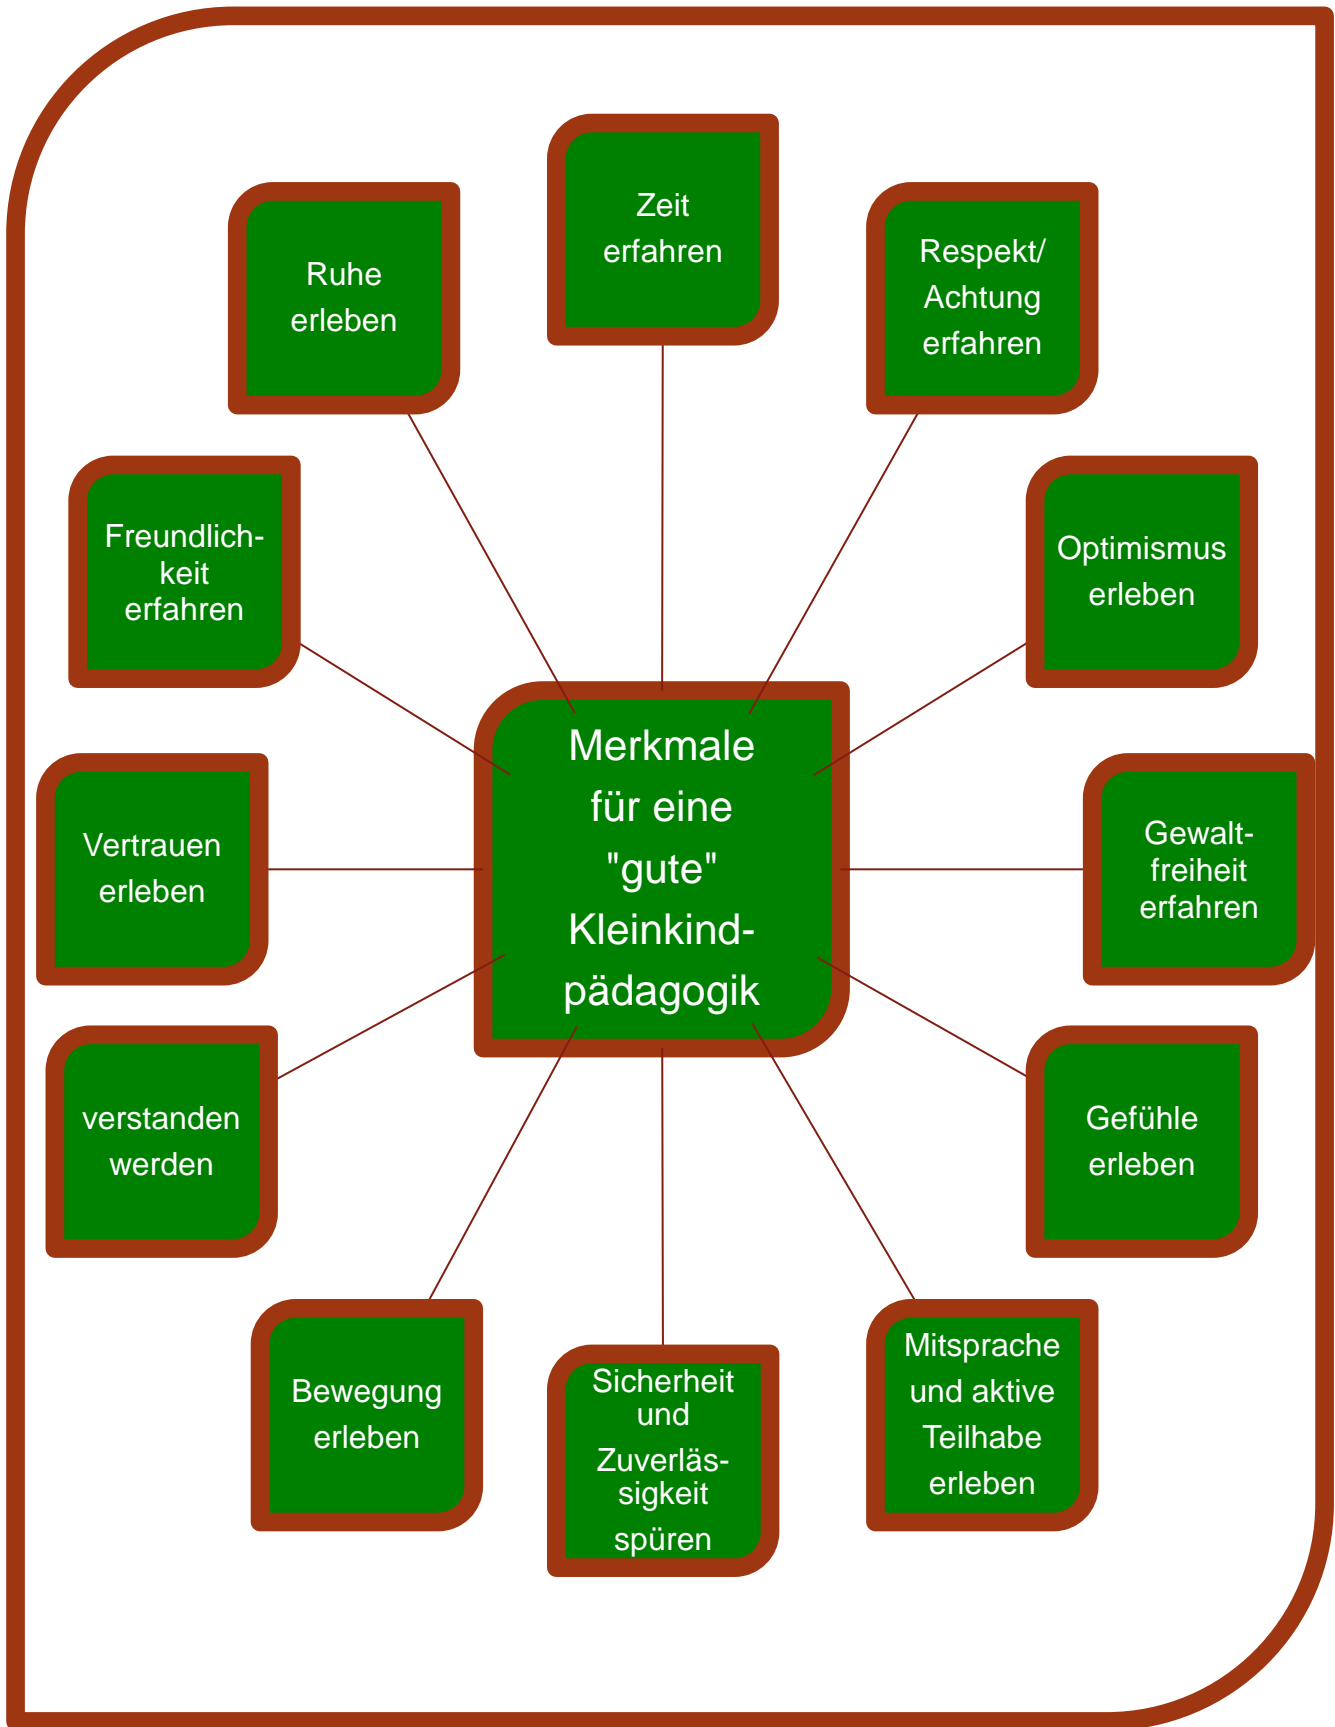 Zeit
erfahren
Respekt/
Achtung
erfahren
Optimismus
erleben
Gewalt-
freiheit
erfahren
Gefühle
erleben
Mitsprache
und aktive
Teilhabe
erleben
Sicherheit
und
Zuverläs-
sigkeit
spüren
Bewegung
erleben
verstanden
werden
Vertrauen
erleben
Freundlich-
keit
erfahren
Ruhe
erleben
Merkmale
für eine
"gute"
Kleinkind-
pädagogik